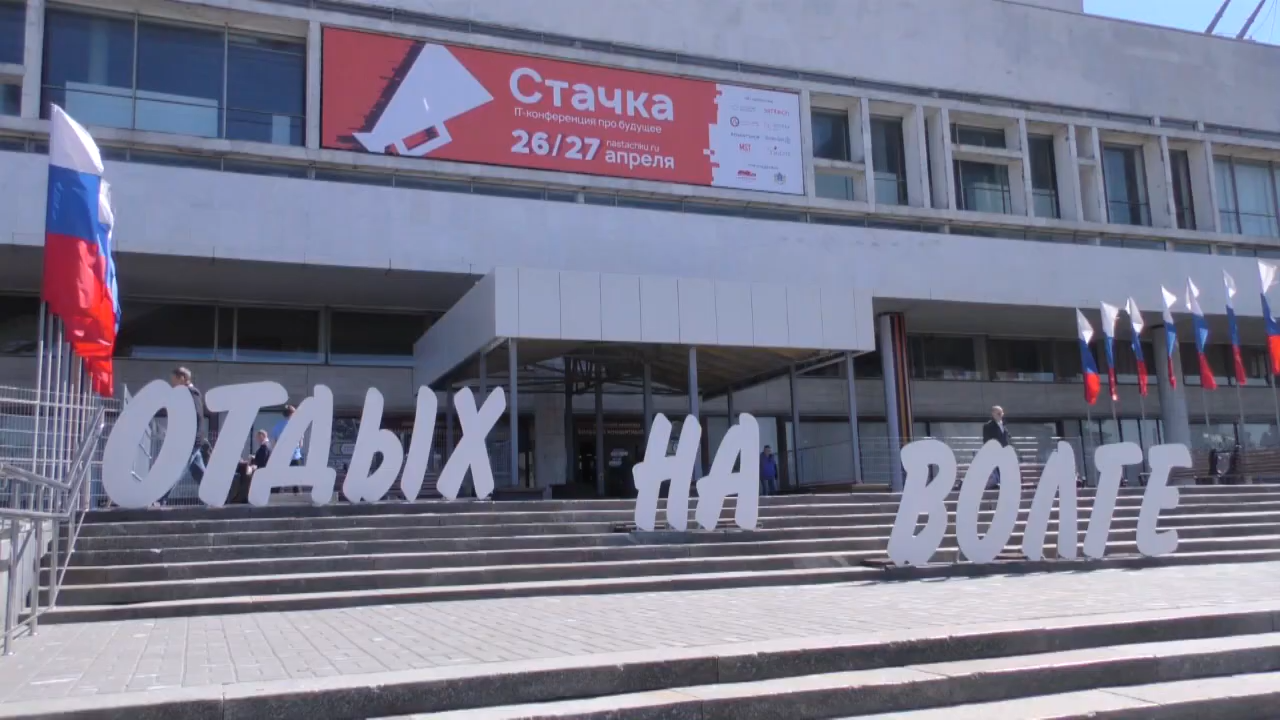 Стачка
IT-конференция про будущее
26/27 nastachku.ru
апреля
ОТДЫХ НА ВОЛГЕ